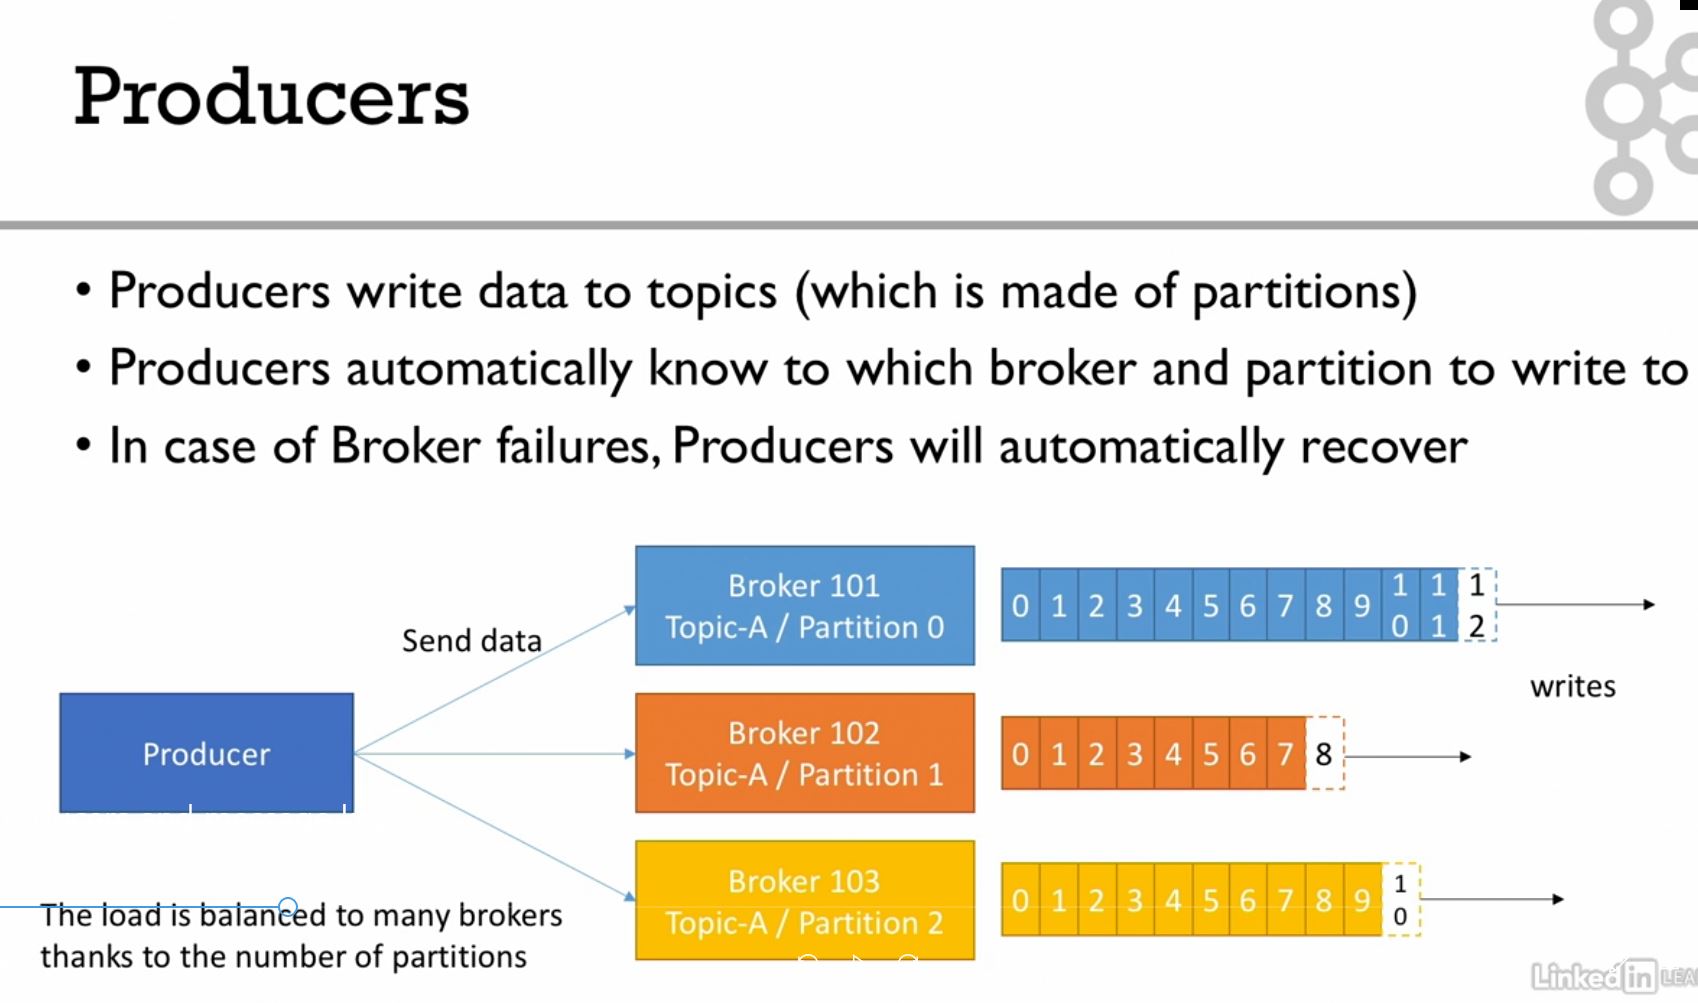 Producers
• Producers write data to topics (which is made of partitions)
• Producers automatically know to which broker and partition to write to
• In case of Broker failures, Producers will automatically recover
Send data
Producer
The load is balanced to many brokers
thanks to the number of partitions
Broker 101
Topic-A / Partition 0
0 1 2 3 4 5 6 7 8 9 10 11 12
writes
Broker 102
Topic-A / Partition 1
0 1 2 3 4 5 6 7 8
Broker 103
Topic-A / Partition 2
0 1 2 3 4 5 6 7 8 9 10
Linked in